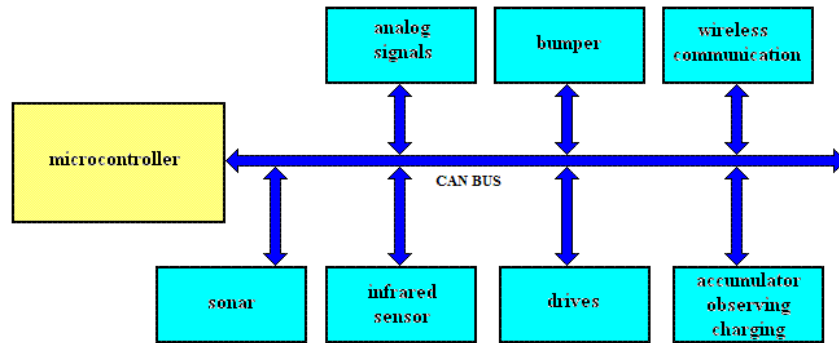 analog
signals
bumper
wireless
communication
microcontroller
CAN BUS
sonar
infrared
sensor
drives
accumulator
observing
charging